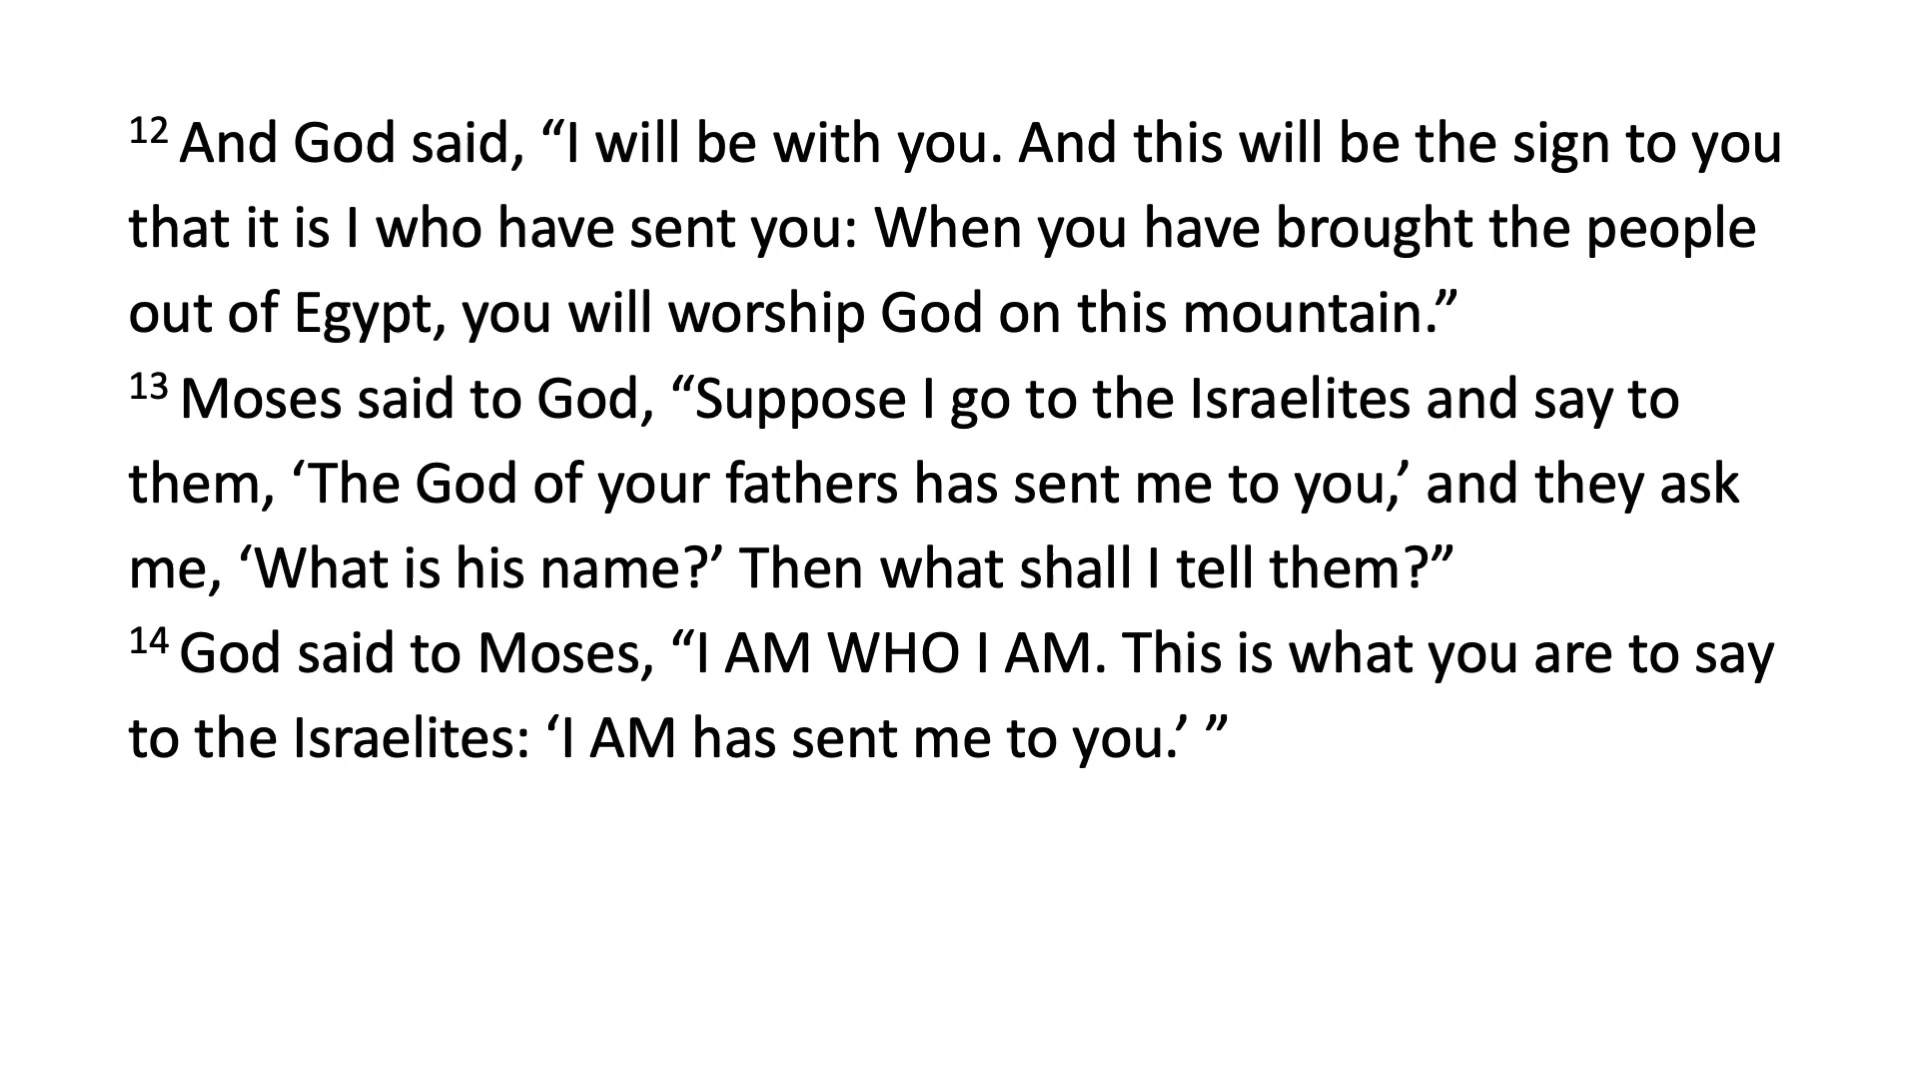 12 And God said, “I will be with you. And this will be the sign to you
that it is I who have sent you: When you have brought the people
out of Egypt, you will worship God on this mountain.”
13 Moses said to God, “Suppose I go to the Israelites and say to
them, ‘The God of your fathers has sent me to you,’ and they ask
me, ‘What is his name?’ Then what shall I tell them?”
14 God said to Moses, “I AM WHO I AM. This is what you are to say
to the Israelites: ‘I AM has sent me to you.’ ”